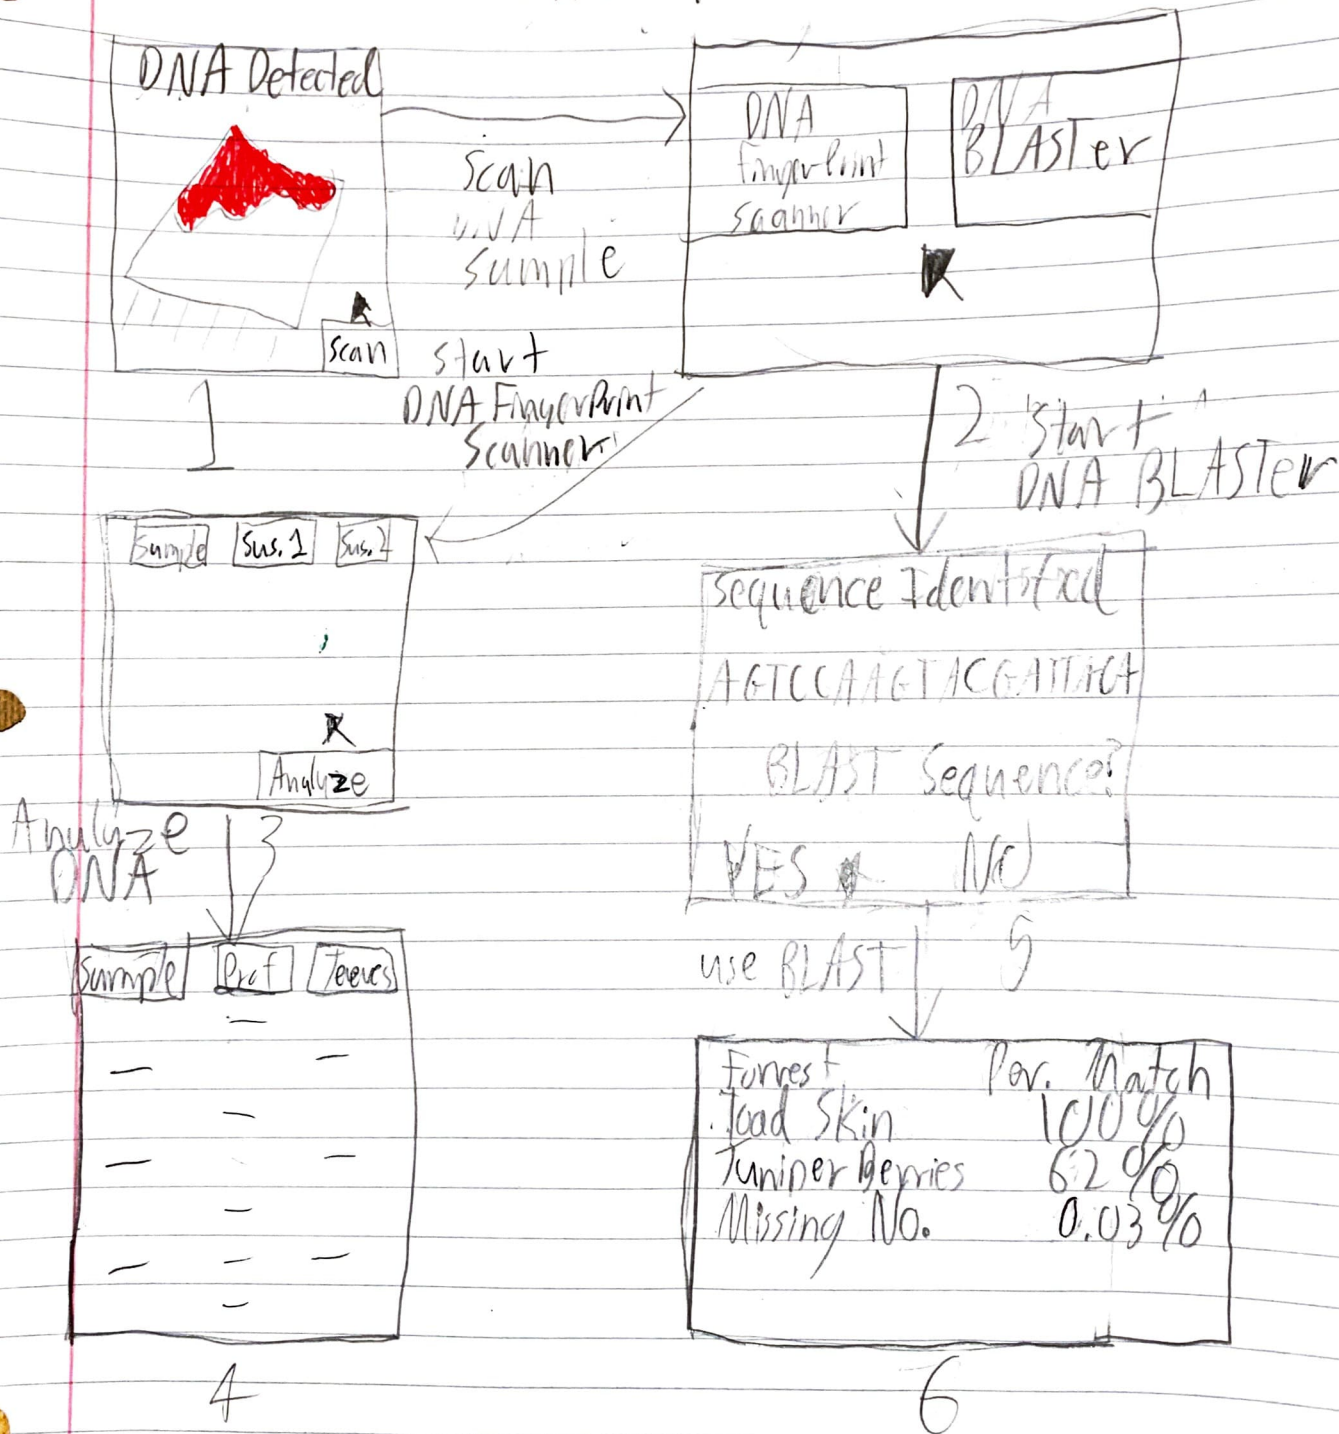 DNA Detected
Scan
1
Scan
DNA
Sample
DNA
FingerPrint
Scanner
DNA
BLASTer
2
Start
DNA FingerPrint
Scanner
Start
DNA BLASTer
Sample Sus. 1 Sus. 2
Analyze
3
Analyze
DNA
Sample Prof Jeeves
4
Sequence Identified
BLAST Sequence?
YES NO
5
use BLAST
Forrest Per. Match
Toad Skin 100%
Juniper Berries 62%
Missing No. 0.03%
6